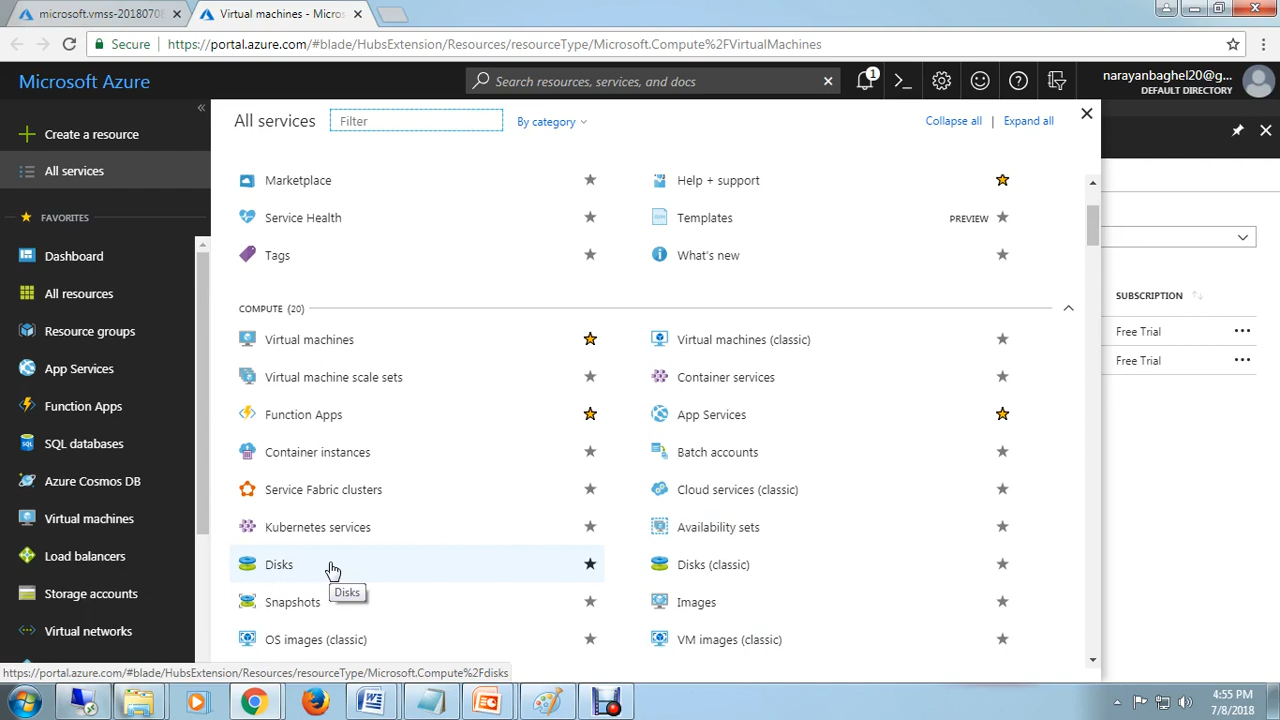 microsoft.vmss-2018070
Virtual machines - Micros
Secure
https://portal.azure.com/#blade/HubsExtension/Resources/resourceType/Microsoft.Compute%2FVirtualMachines
Microsoft Azure
Search resources, services, and docs
1
narayanbaghel20@g...
DEFAULT DIRECTORY
Create a resource
All services
FAVORITES
Dashboard
All resources
Resource groups
App Services
Function Apps
SQL databases
Azure Cosmos DB
Virtual machines
Load balancers
Storage accounts
Virtual networks
All services
Filter
By category
Collapse all | Expand all
Marketplace
Help + support
Service Health
Templates
PREVIEW
Tags
What's new
COMPUTE (20)
Virtual machines
Virtual machines (classic)
Virtual machine scale sets
Container services
Function Apps
App Services
Container instances
Batch accounts
Service Fabric clusters
Cloud services (classic)
Kubernetes services
Availability sets
Disks
Disks (classic)
Disks
Snapshots
Images
OS images (classic)
VM images (classic)
SUBSCRIPTION
Free Trial
Free Trial
https://portal.azure.com/#blade/HubsExtension/Resources/resourceType/Microsoft.Compute%2Fdisks
4:55 PM
7/8/2018